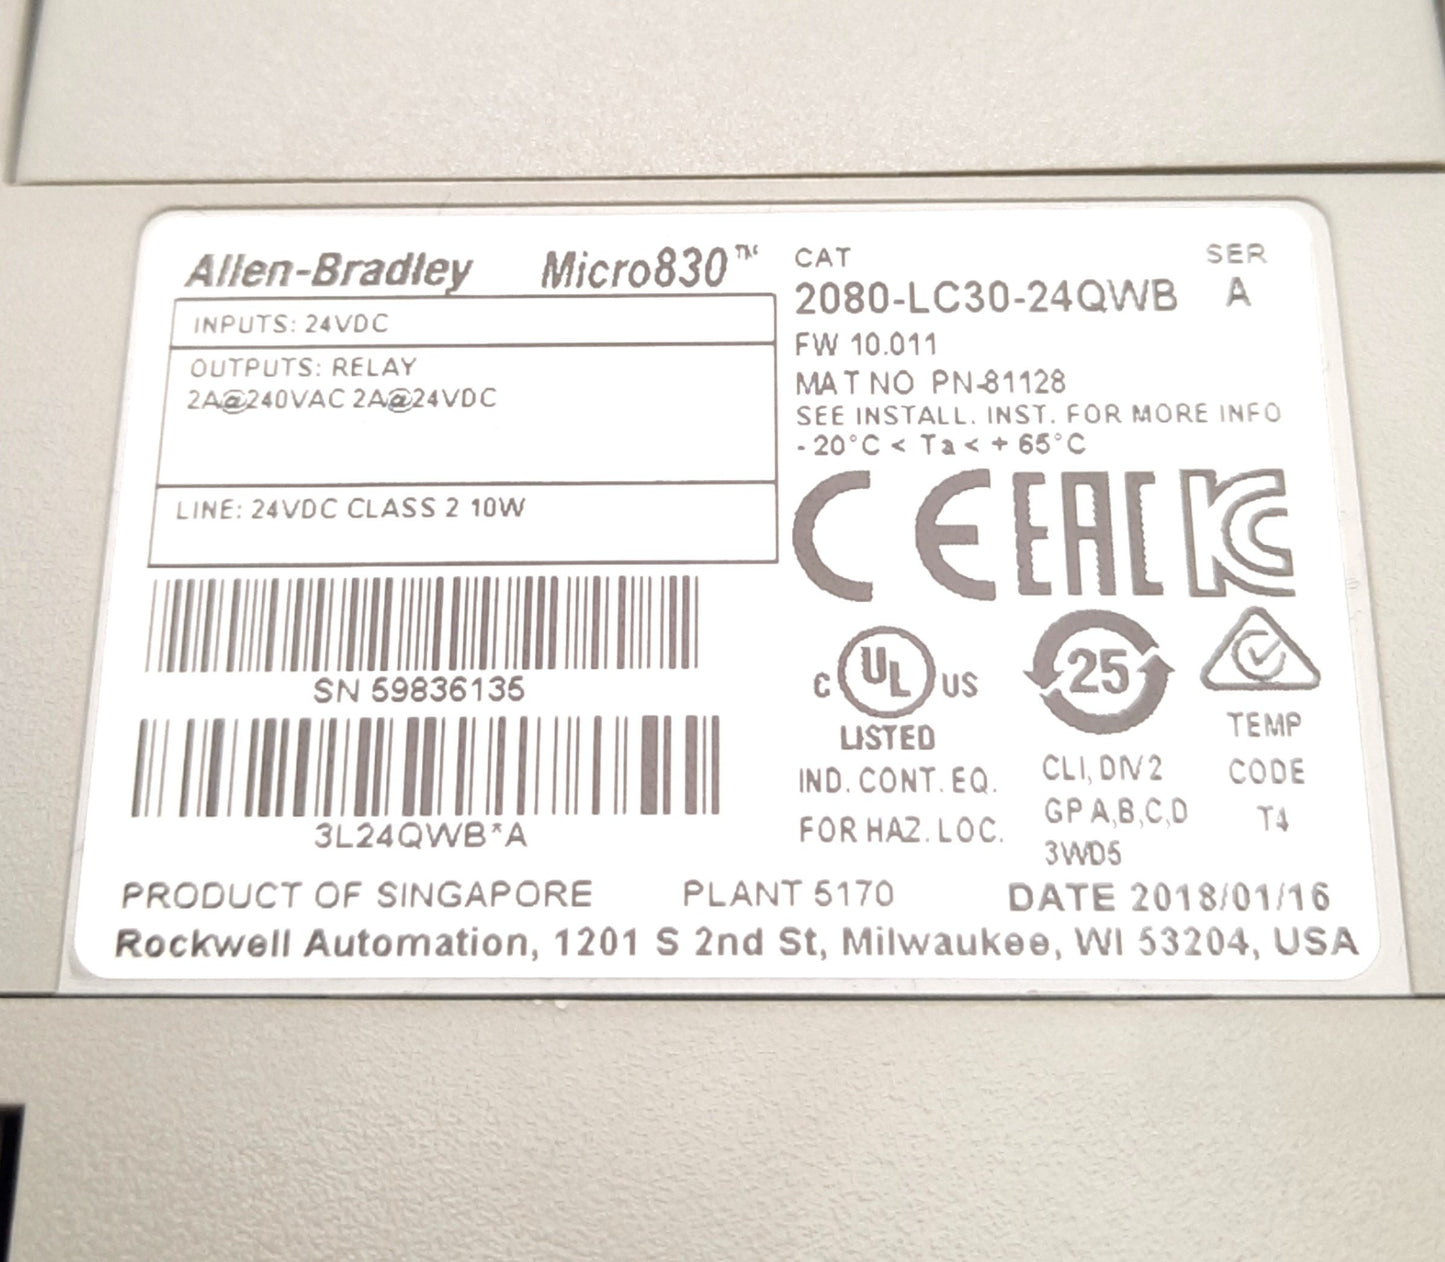 Allen-Bradley Micro830™
INPUTS: 24VDC
OUTPUTS: RELAY
2A@240VAC 2A@24VDC
LINE: 24VDC CLASS 2 10W
SN 59836135
3L24QWB*A
CAT SER
2080-LC30-24QWB A
FW 10.011
MAT NO PN-81128
SEE INSTALL. INST. FOR MORE INFO
-20°C < Ta < + 65°C
CE EAC KC
C UL US
LISTED
IND. CONT. EQ.
FOR HAZ. LOC.
25
CL I, DIV 2
GP A,B,C,D
3WD5
TEMP
CODE
T4
PRODUCT OF SINGAPORE PLANT 5170 DATE 2018/01/16
Rockwell Automation, 1201 S 2nd St, Milwaukee, WI 53204, USA